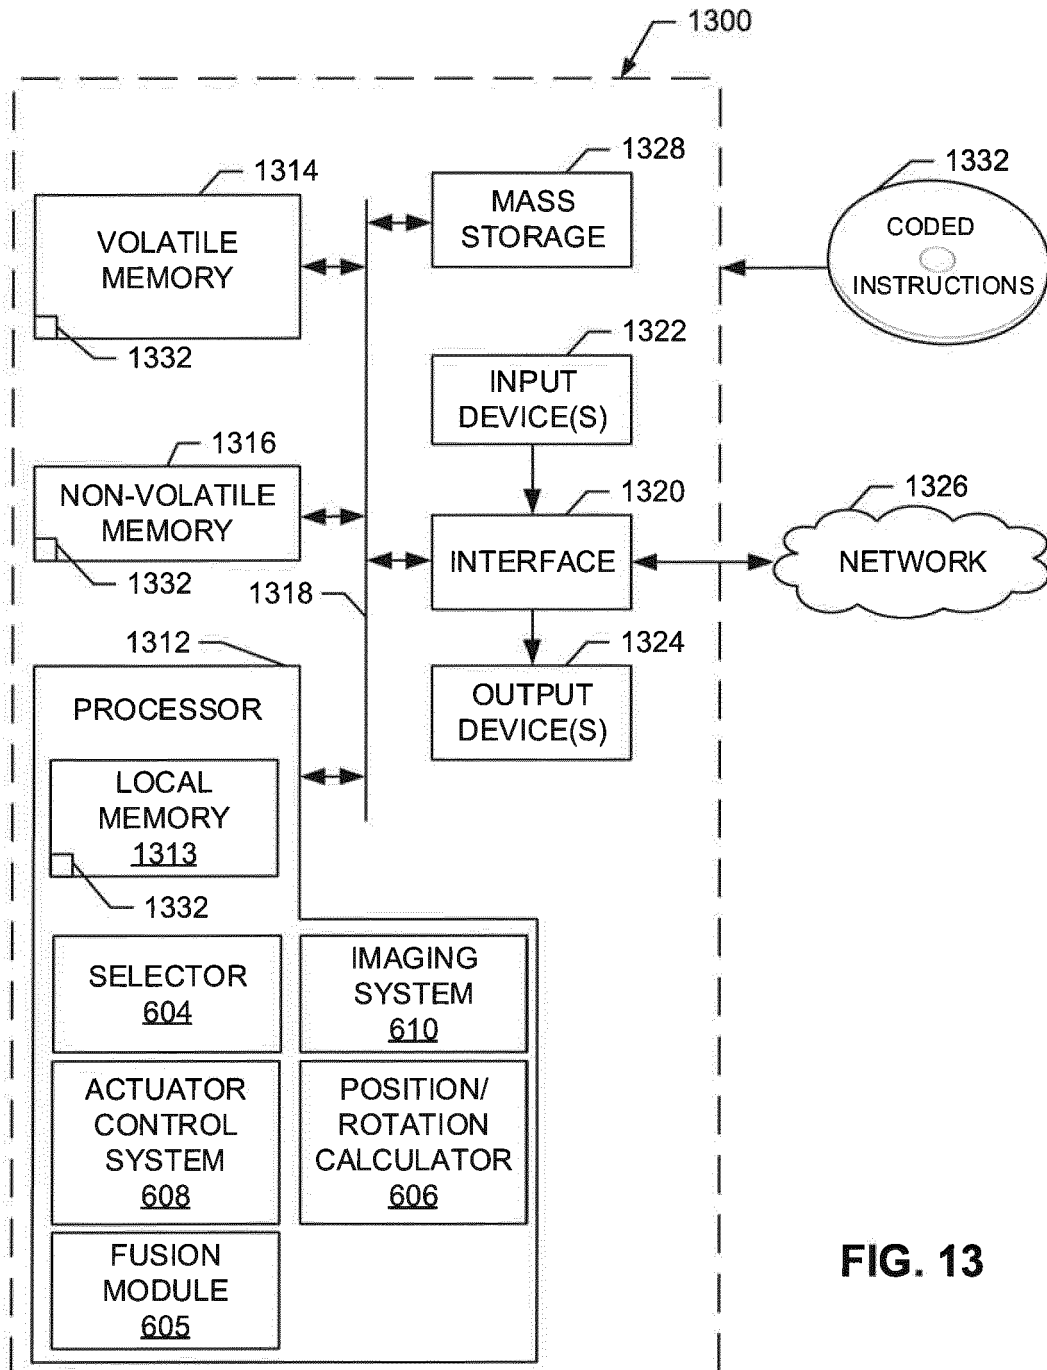 1300
1314
VOLATILE
MEMORY
1332
1328
MASS
STORAGE
1332
CODED
INSTRUCTIONS
1322
INPUT
DEVICE(S)
1316
NON-VOLATILE
MEMORY
1332
1320
INTERFACE
1326
NETWORK
1318
1324
OUTPUT
DEVICE(S)
1312
PROCESSOR
LOCAL
MEMORY
1313
1332
SELECTOR
604
IMAGING
SYSTEM
610
ACTUATOR
CONTROL
SYSTEM
608
POSITION/
ROTATION
CALCULATOR
606
FUSION
MODULE
605
FIG. 13